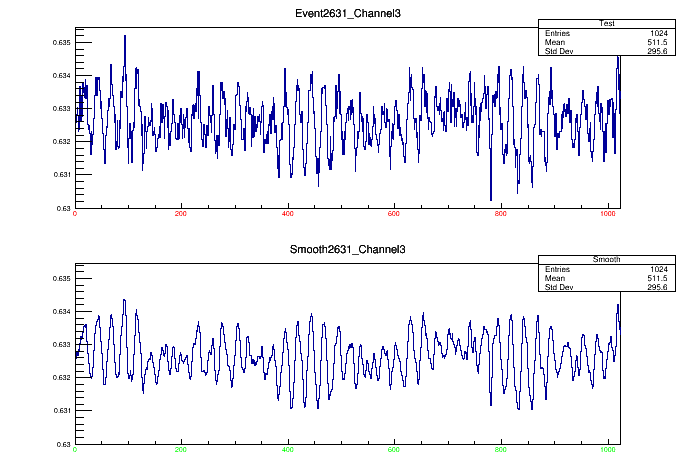 Event2631_Channel3
Test
Entries 1024
Mean 511.5
Std Dev 295.6
0.635
0.634
0.633
0.632
0.631
0.63
0 200 400 600 800 1000
Smooth2631_Channel3
Smooth
Entries 1024
Mean 511.5
Std Dev 295.6
0.635
0.634
0.633
0.632
0.631
0.63
0 200 400 600 800 1000